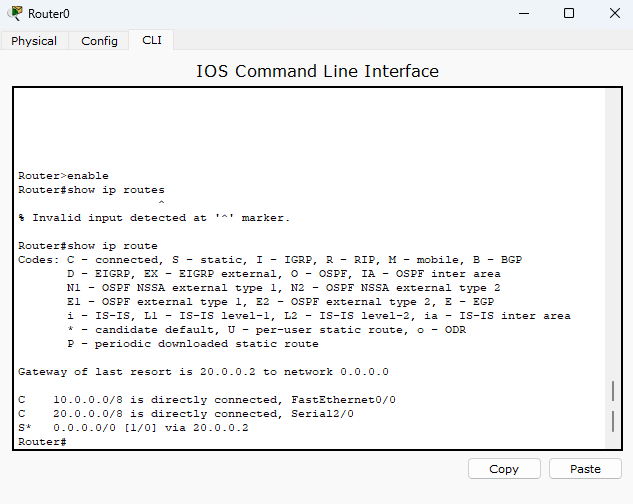 Router0
Physical Config CLI
IOS Command Line Interface
Router>enable
Router#show ip routes
^
% Invalid input detected at '^' marker.
Router#show ip route
Codes: C - connected, S - static, I - IGRP, R - RIP, M - mobile, B - BGP
D - EIGRP, EX - EIGRP external, O - OSPF, IA - OSPF inter area
N1 - OSPF NSSA external type 1, N2 - OSPF NSSA external type 2
E1 - OSPF external type 1, E2 - OSPF external type 2, E - EGP
i - IS-IS, L1 - IS-IS level-1, L2 - IS-IS level-2, ia - IS-IS inter area
* - candidate default, U - per-user static route, o - ODR
P - periodic downloaded static route
Gateway of last resort is 20.0.0.2 to network 0.0.0.0
C    10.0.0.0/8 is directly connected, FastEthernet0/0
C    20.0.0.0/8 is directly connected, Serial2/0
S*   0.0.0.0/0 [1/0] via 20.0.0.2
Router#
Copy Paste